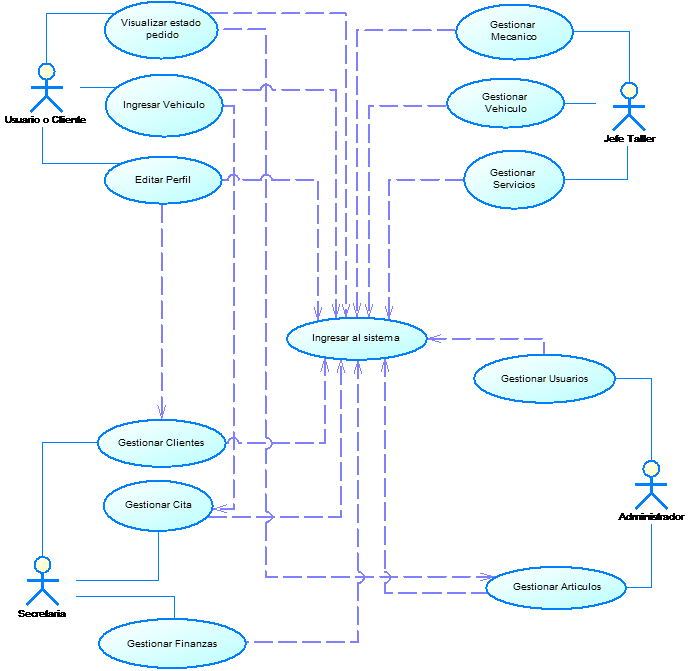 Visualizar estado
pedido
Gestionar
Mecanico
Ingresar Vehiculo
Usuario o Cliente
Gestionar
Vehiculo
Jefe Taller
Editar Perfil
Gestionar
Servicios
Ingresar al sistema
Gestionar Usuarios
Gestionar Clientes
Gestionar Cita
Administrador
Gestionar Articulos
Secretaria
Gestionar Finanzas